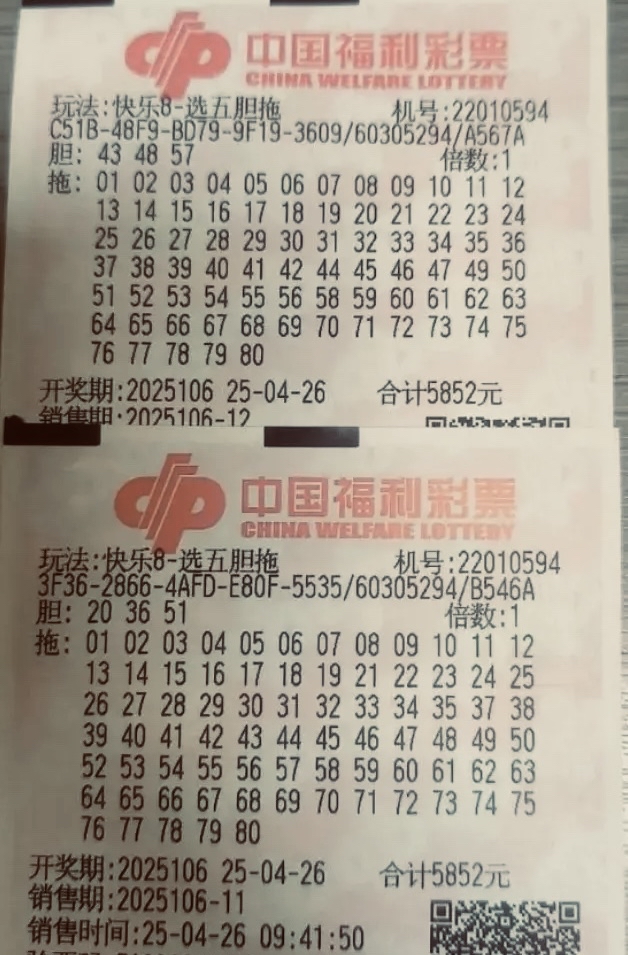 中国福利彩票
CHINA WELFARE LOTTERY
玩法:快乐8-选五胆拖 机号:22010594
C51B-48F9-BD79-9F19-3609/60305294/A567A
胆: 43 48 57 倍数:1
拖: 01 02 03 04 05 06 07 08 09 10 11 12
13 14 15 16 17 18 19 20 21 22 23 24
25 26 27 28 29 30 31 32 33 34 35 36
37 38 39 40 41 42 44 45 46 47 49 50
51 52 53 54 55 56 58 59 60 61 62 63
64 65 66 67 68 69 70 71 72 73 74 75
76 77 78 79 80
开奖期:2025106 25-04-26 合计5852元
销售期:2025106-12
中国福利彩票
CHINA WELFARE LOTTERY
玩法:快乐8-选五胆拖 机号:22010594
3F36-2866-4AFD-E80F-5535/60305294/B546A
胆: 20 36 51 倍数:1
拖: 01 02 03 04 05 06 07 08 09 10 11 12
13 14 15 16 17 18 19 21 22 23 24 25
26 27 28 29 30 31 32 33 34 35 37 38
39 40 41 42 43 44 45 46 47 48 49 50
52 53 54 55 56 57 58 59 60 61 62 63
64 65 66 67 68 69 70 71 72 73 74 75
76 77 78 79 80
开奖期:2025106 25-04-26 合计5852元
销售期:2025106-11
销售时间:25-04-26 09:41:50